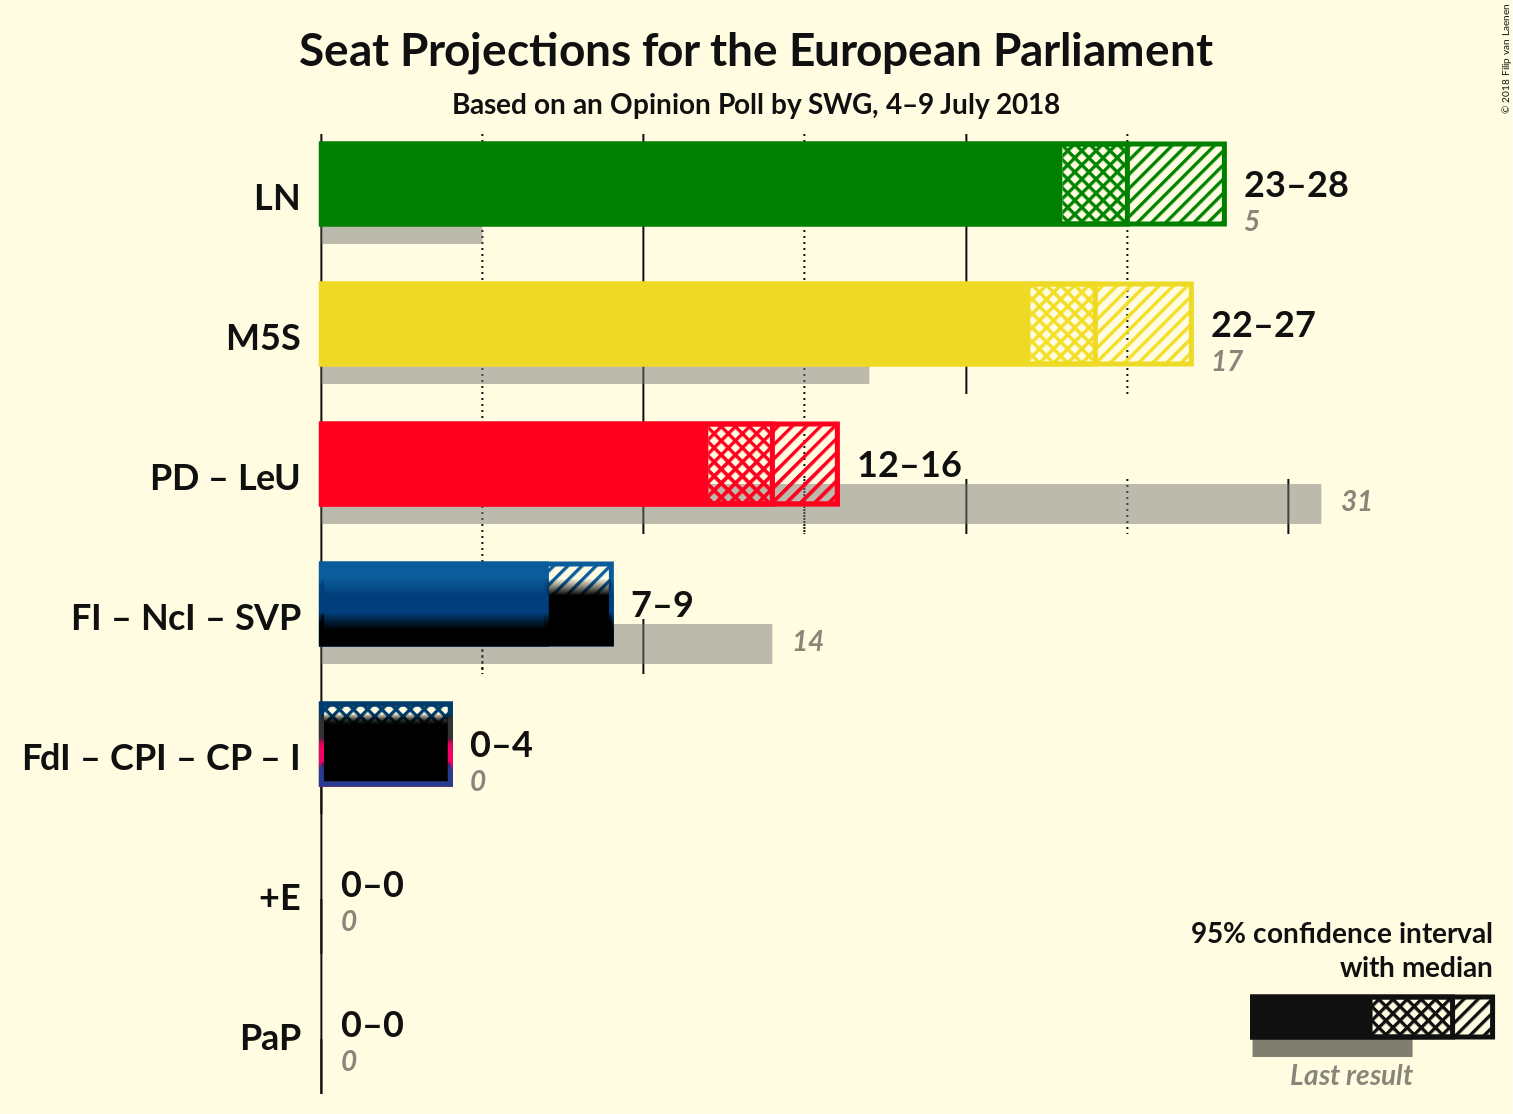 Seat Projections for the European Parliament
Based on an Opinion Poll by SWG, 4–9 July 2018
© 2018 Filip van Laenen
LN
23–28
5
M5S
22–27
17
PD – LeU
12–16
31
FI – NcI – SVP
7–9
14
FdI – CPI – CP – I
0–4
0
+E
0–0
0
PaP
0–0
0
95% confidence interval
with median
Last result